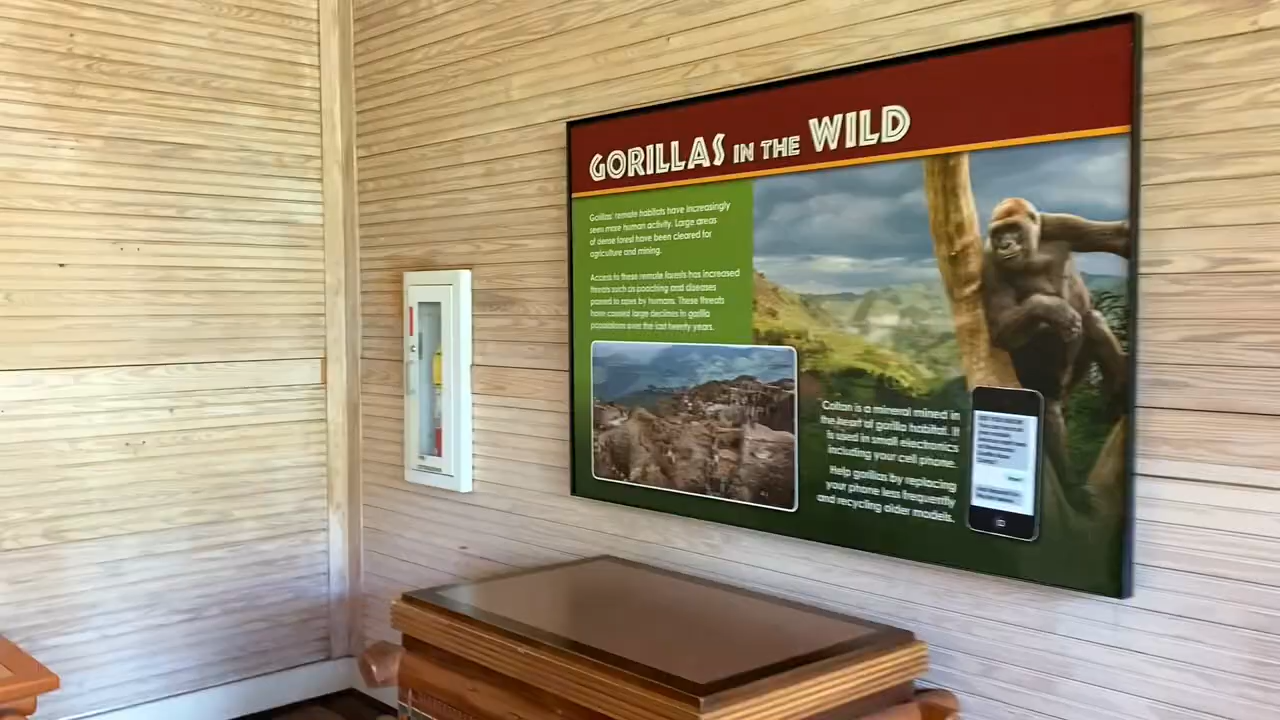 GORILLAS IN THE WILD
Gorillas' remote habitats have increasingly
seen more human activity. Large areas
of dense forest have been cleared for
agriculture and mining.
Access to these remote forests has increased
threats such as poaching and diseases
passed to apes by humans. These threats
have caused large declines in gorilla
populations over the last twenty years.
Coltan is a mineral mined in
the heart of gorilla habitat. It
is used in small electronics
including your cell phone.
Help gorillas by replacing
your phone less frequently
and recycling older models.